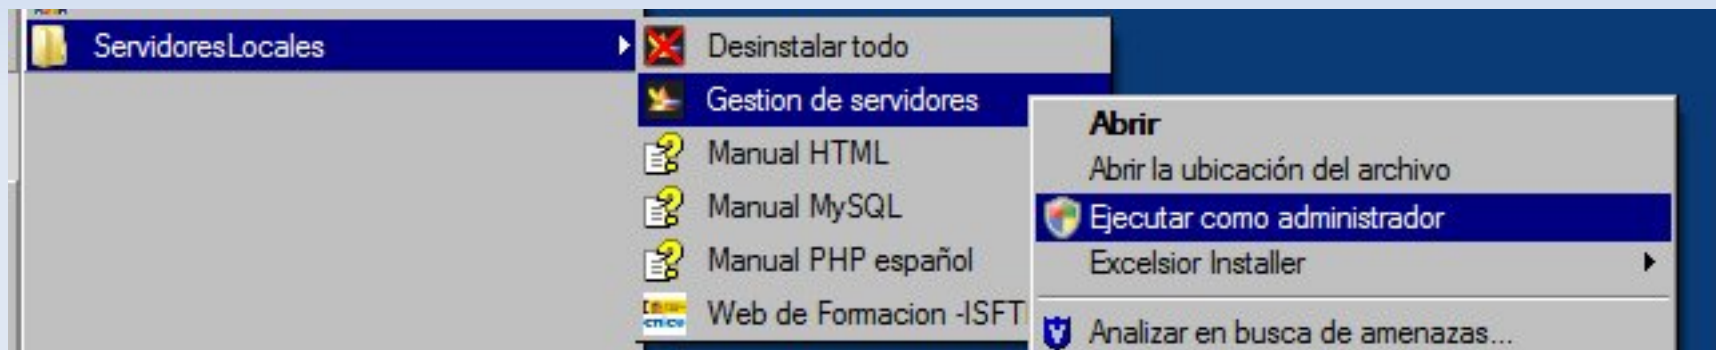 ServidoresLocales
Desinstalar todo
Gestion de servidores
Manual HTML
Manual MySQL
Manual PHP español
Web de Formacion -ISFT
Abrir
Abrir la ubicación del archivo
Ejecutar como administrador
Excelsior Installer
Analizar en busca de amenazas...